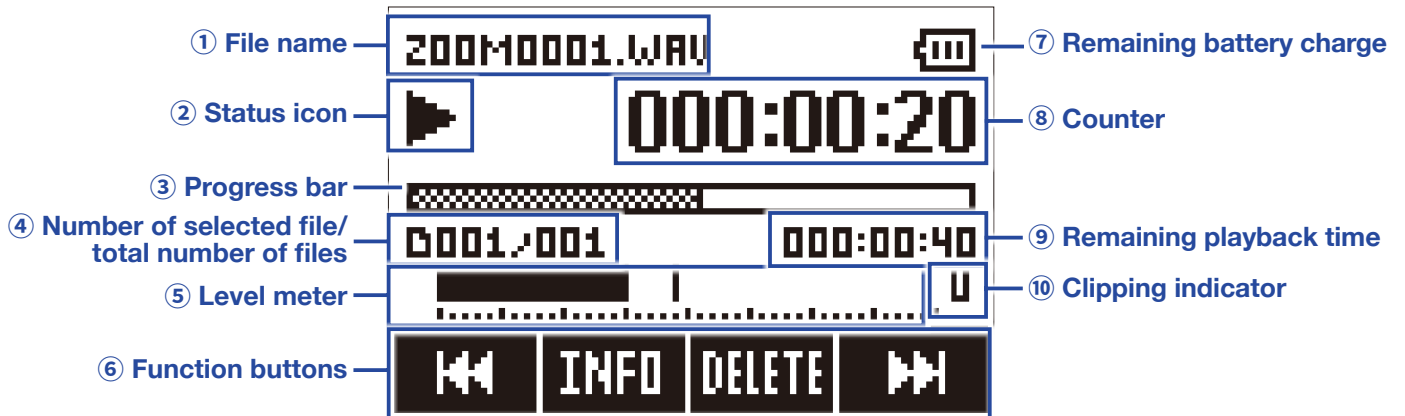 ① File name
ZOOM0001.WAV
⑦ Remaining battery charge
② Status icon
000:00:20
⑧ Counter
③ Progress bar
④ Number of selected file/
total number of files
001/001
000:00:40
⑨ Remaining playback time
⑤ Level meter
⑩ Clipping indicator
⑥ Function buttons
INFO
DELETE